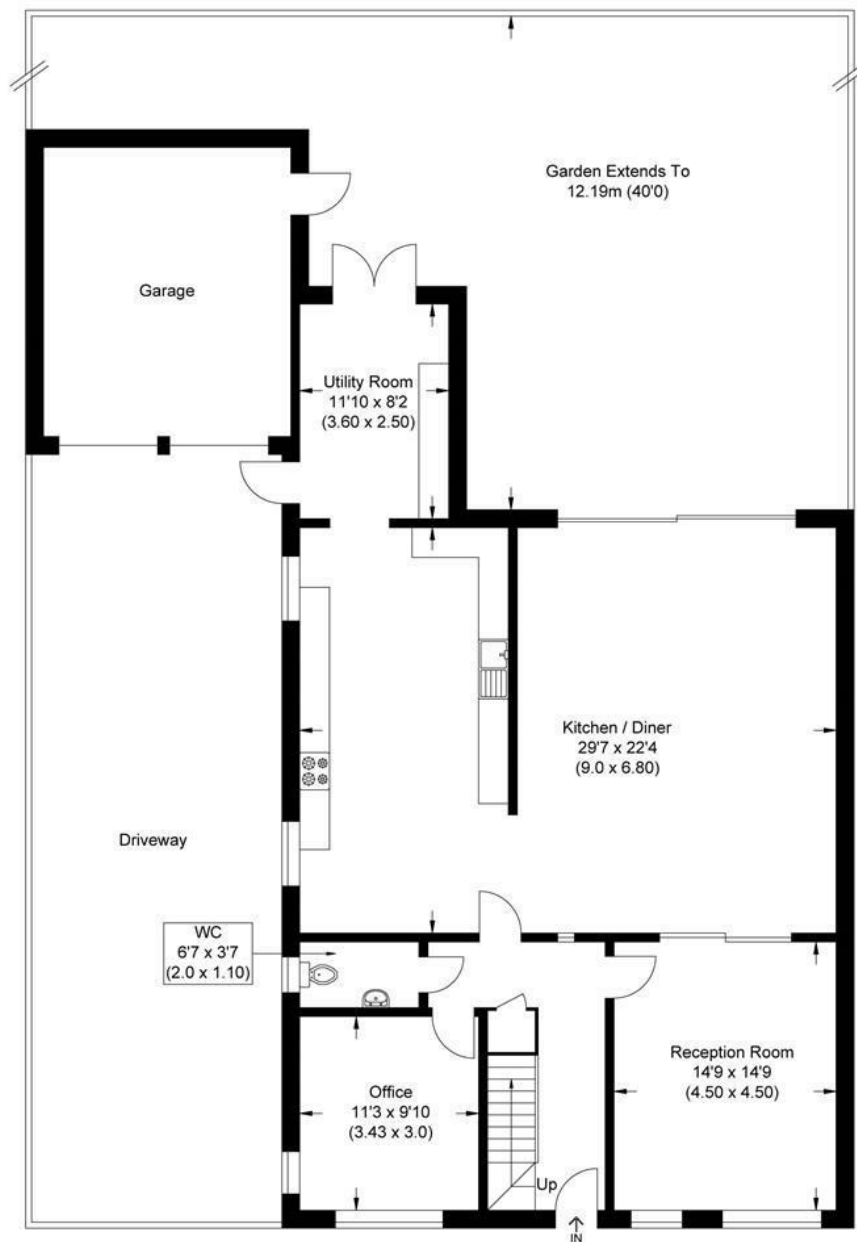 Garden Extends To
12.19m (40'0)
Garage
Utility Room
11'10 x 8'2
(3.60 x 2.50)
Kitchen / Diner
29'7 x 22'4
(9.0 x 6.80)
Driveway
WC
6'7 x 3'7
(2.0 x 1.10)
Reception Room
14'9 x 14'9
(4.50 x 4.50)
Office
11'3 x 9'10
(3.43 x 3.0)
Up
IN